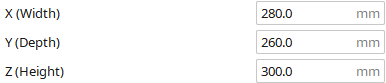 X (Width) 280.0 mm
Y (Depth) 260.0 mm
Z (Height) 300.0 mm